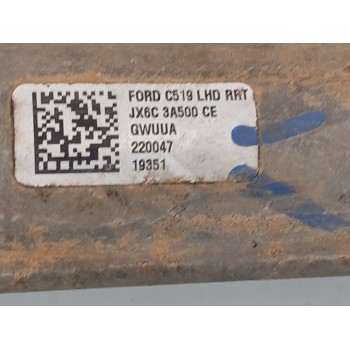 FORD C519 LHD RRT
JX6C 3A500 CE
GWUUA
220047
19351